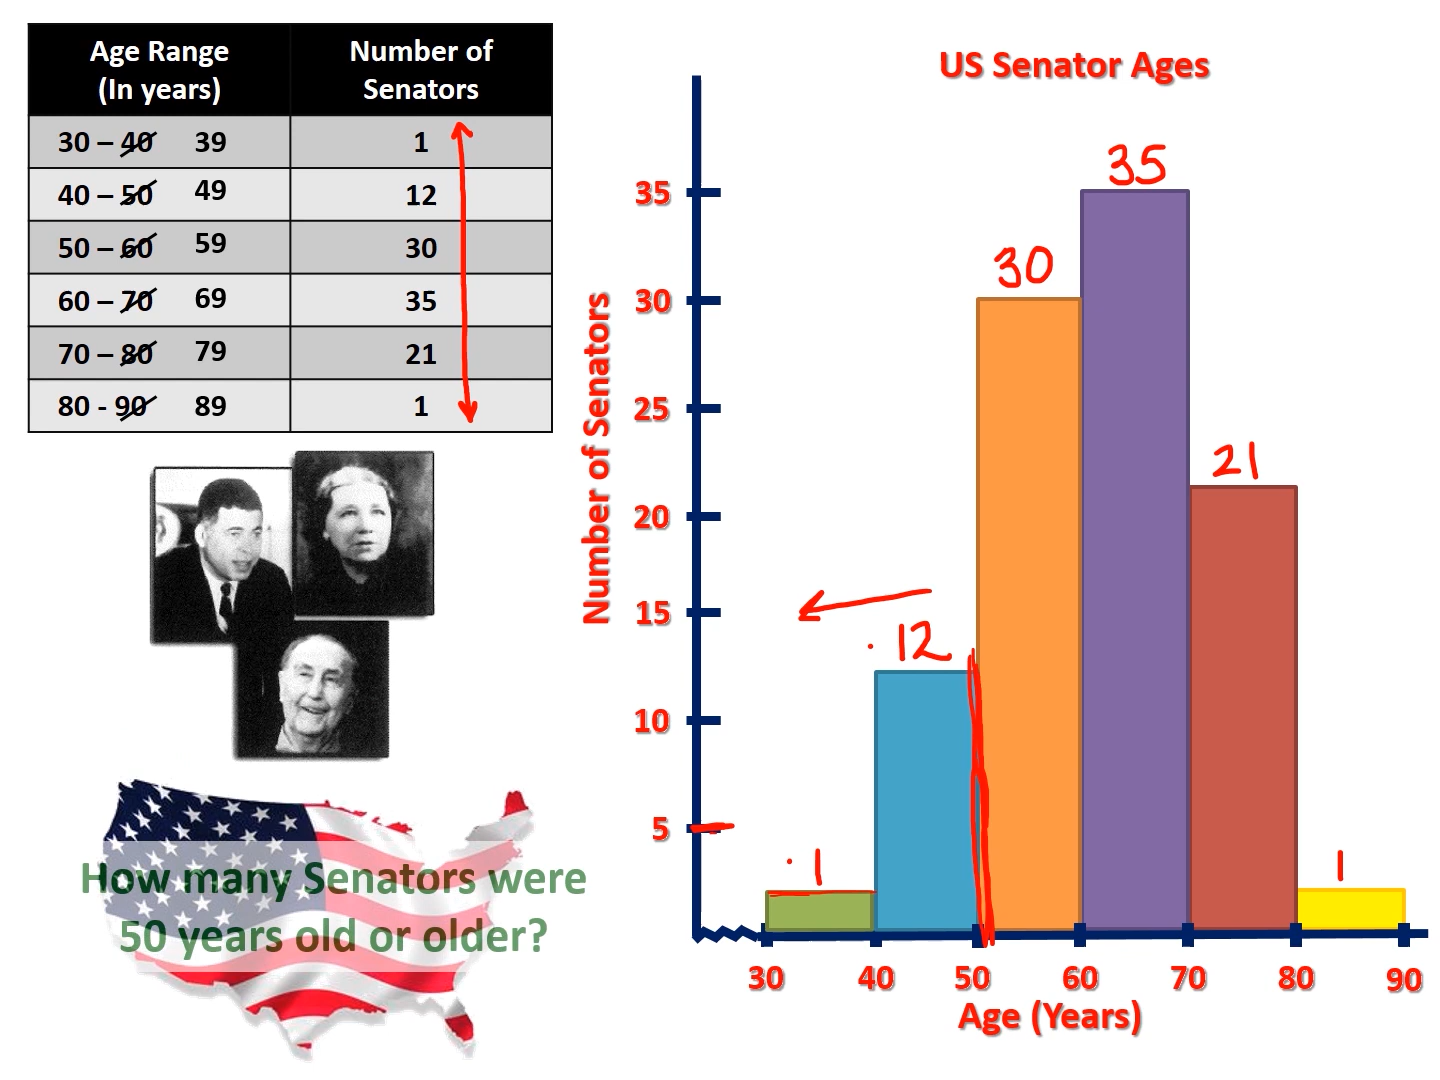 Age Range
(In years)
Number of
Senators
30 – 40 39 1
40 – 50 49 12
50 – 60 59 30
60 – 70 69 35
70 – 80 79 21
80 - 90 89 1
How many Senators were
50 years old or older?
US Senator Ages
Number of Senators
35
30
25
20
15
10
5
1
12
30
35
21
1
30 40 50 60 70 80 90
Age (Years)